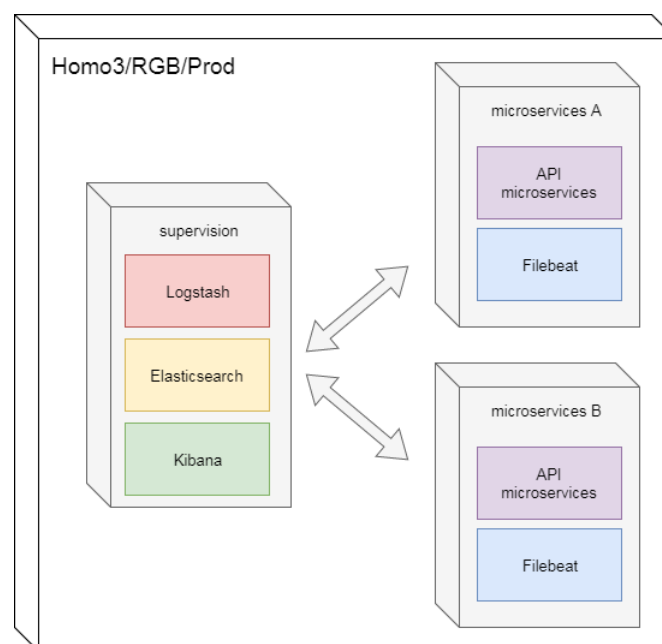 Homo3/RGB/Prod
supervision
Logstash
Elasticsearch
Kibana
microservices A
API
microservices
Filebeat
microservices B
API
microservices
Filebeat